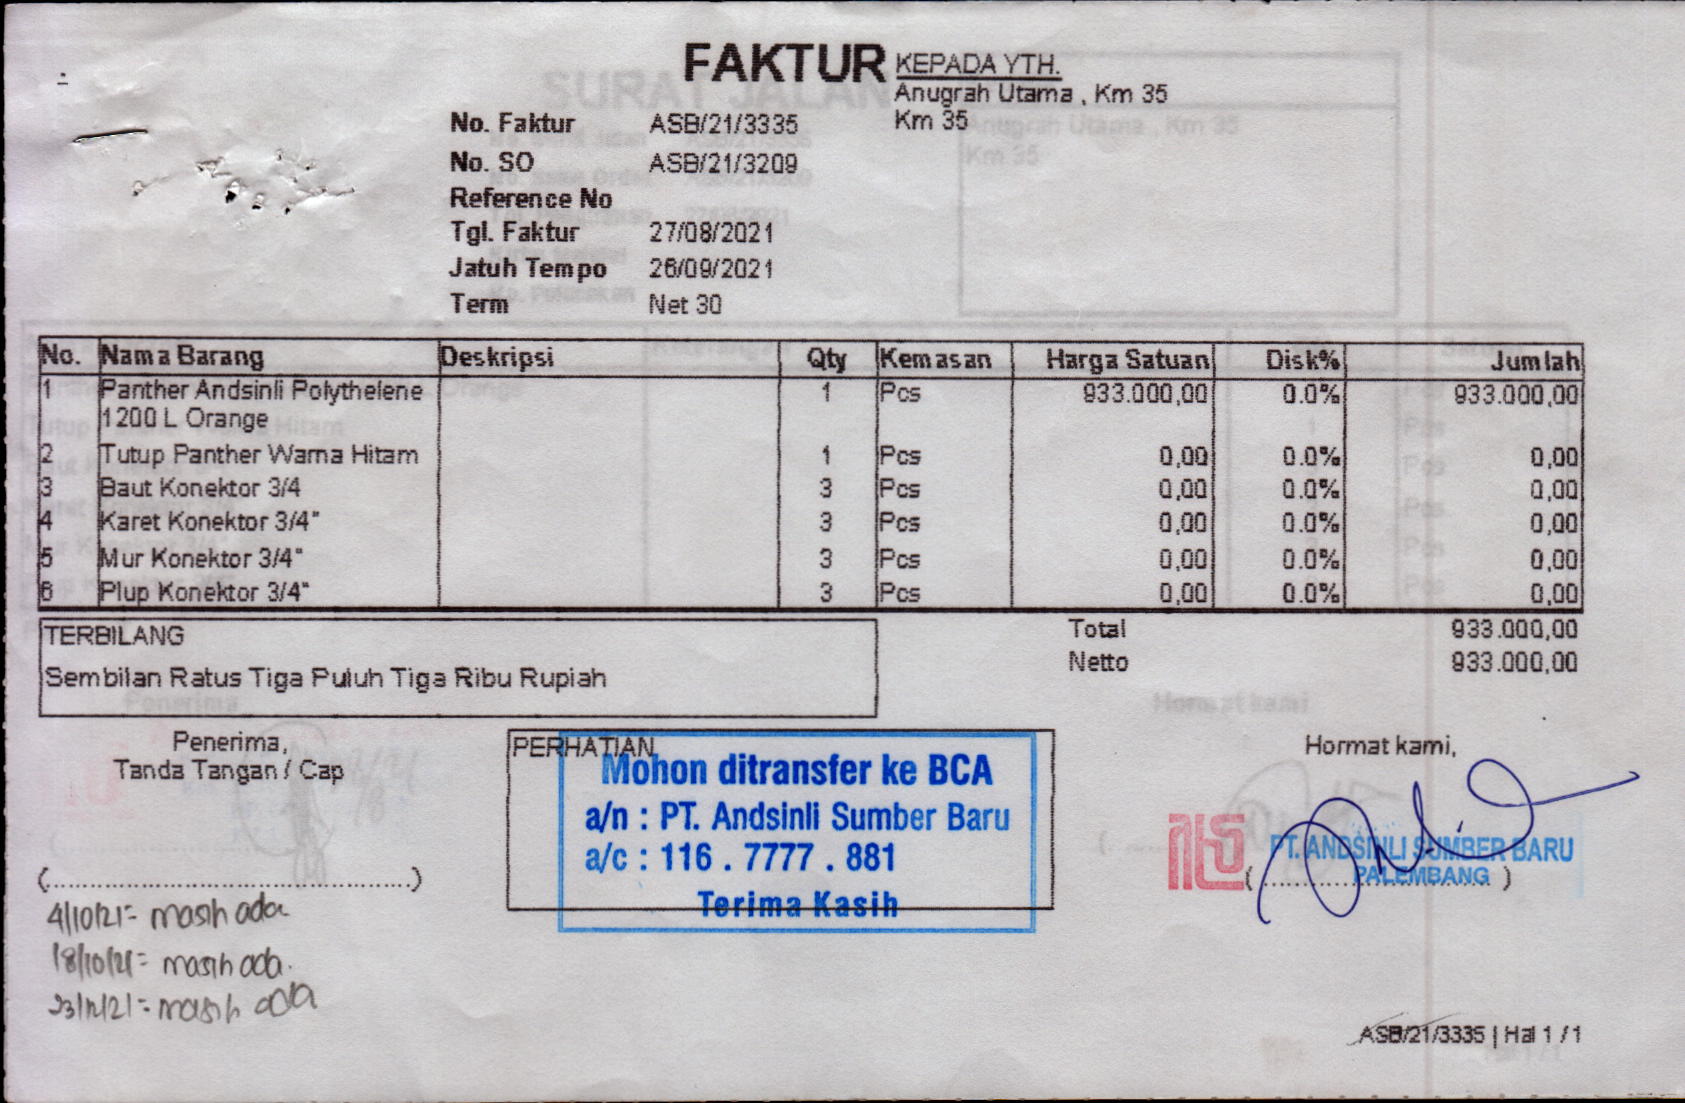 FAKTUR
KEPADA YTH.
Anugrah Utama , Km 35
Km 35
No. Faktur ASB/21/3335
No. SO ASB/21/3209
Reference No
Tgl. Faktur 27/08/2021
Jatuh Tempo 26/09/2021
Term Net 30
No. Nama Barang Deskripsi Qty Kemasan Harga Satuan Disk% Jumlah
1 Panther Andsinli Polythelene 1 Pcs 933.000,00 0.0% 933.000,00
1200 L Orange
2 Tutup Panther Warna Hitam 1 Pcs 0,00 0.0% 0,00
3 Baut Konektor 3/4 3 Pcs 0,00 0.0% 0,00
4 Karet Konektor 3/4" 3 Pcs 0,00 0.0% 0,00
5 Mur Konektor 3/4" 3 Pcs 0,00 0.0% 0,00
6 Plup Konektor 3/4" 3 Pcs 0,00 0.0% 0,00
TERBILANG
Sembilan Ratus Tiga Puluh Tiga Ribu Rupiah
Total 933.000,00
Netto 933.000,00
Penerima,
Tanda Tangan / Cap
(................................................)
4/10/21= masih ada
18/10/21= masih ada.
masih ada
PERHATIAN
Mohon ditransfer ke BCA
a/n : PT. Andsinli Sumber Baru
a/c : 116 . 7777 . 881
Terima Kasih
Hormat kami,
PT. ANDSINLI SUMBER BARU
PALEMBANG
(..............................)
ASB/21/3335 | Hal 1 / 1